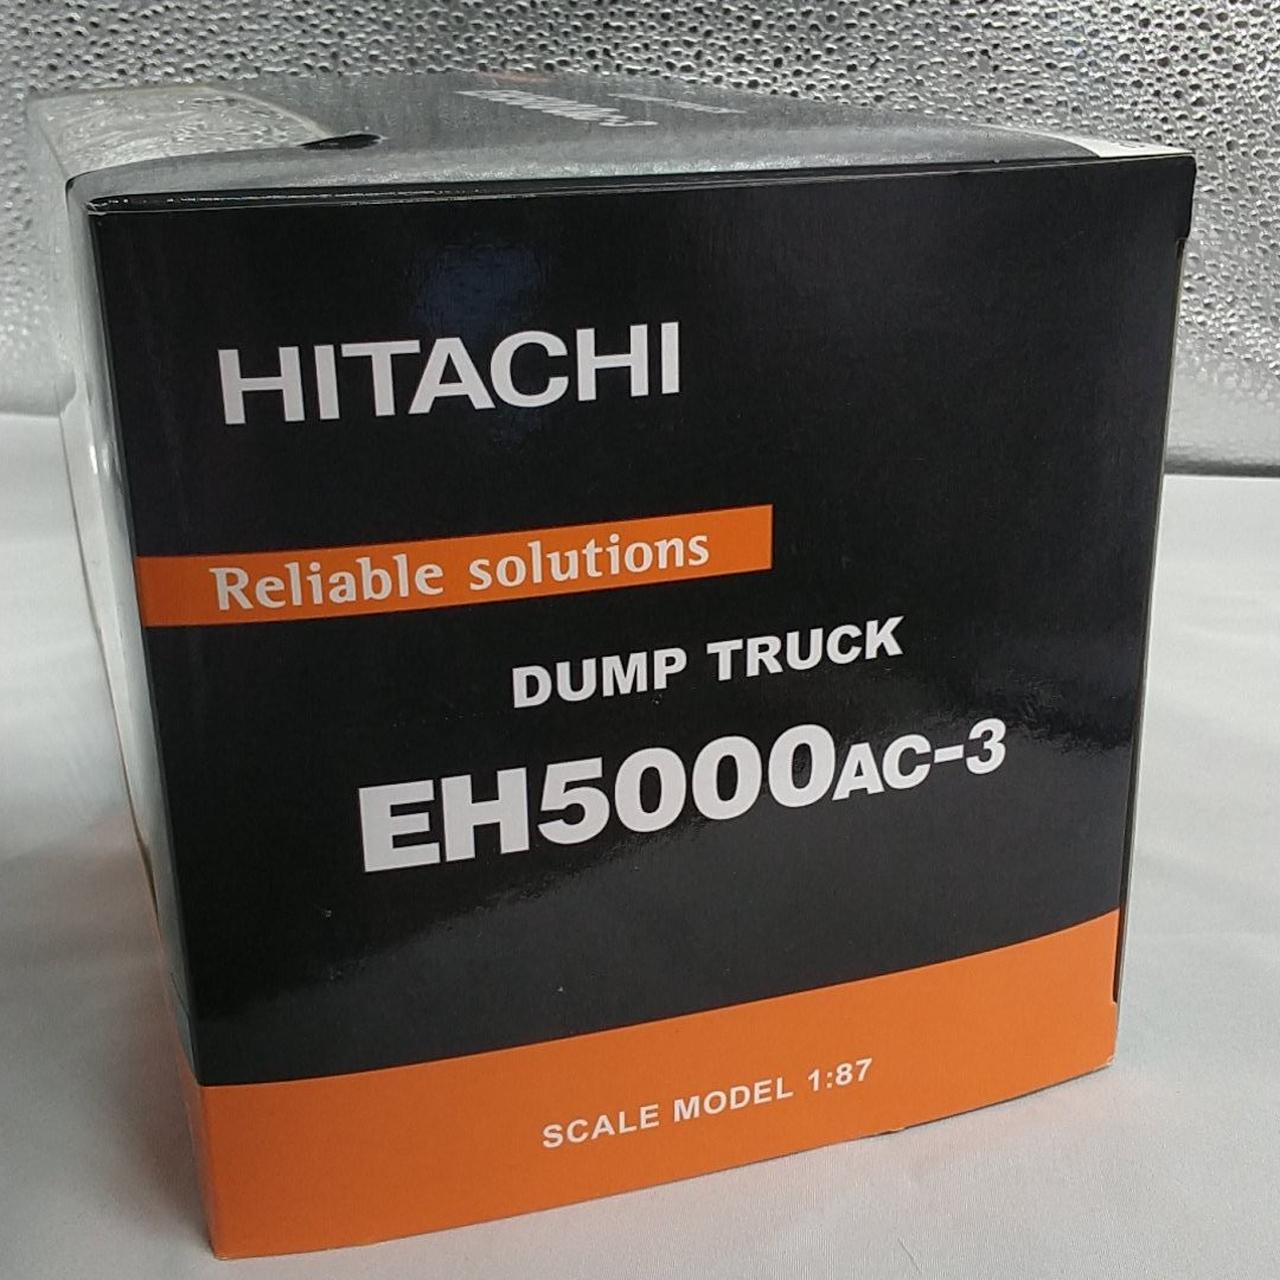 HITACHI
Reliable solutions
DUMP TRUCK
EH5000AC-3
SCALE MODEL 1:87